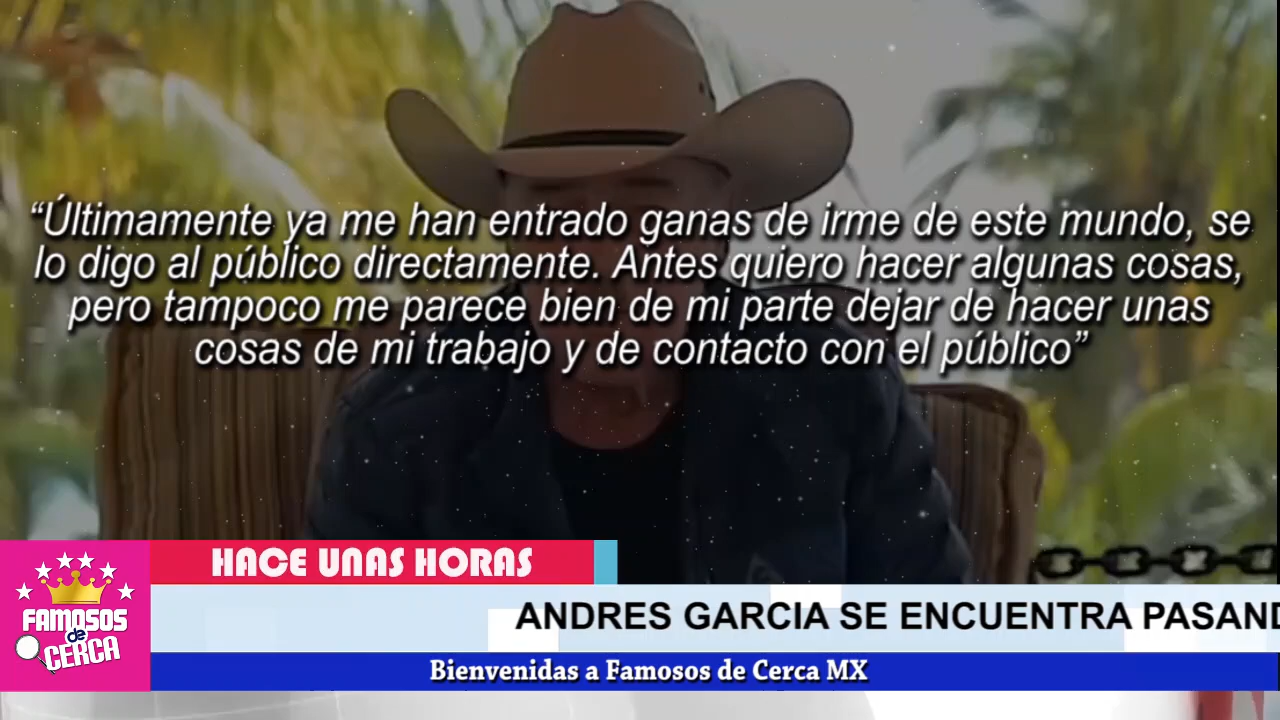 “Últimamente ya me han entrado ganas de irme de este mundo, se
lo digo al público directamente. Antes quiero hacer algunas cosas,
pero tampoco me parece bien de mi parte dejar de hacer unas
cosas de mi trabajo y de contacto con el público”
HACE UNAS HORAS
FAMOSOS
de
CERCA
ANDRES GARCIA SE ENCUENTRA PASAND
Bienvenidas a Famosos de Cerca MX